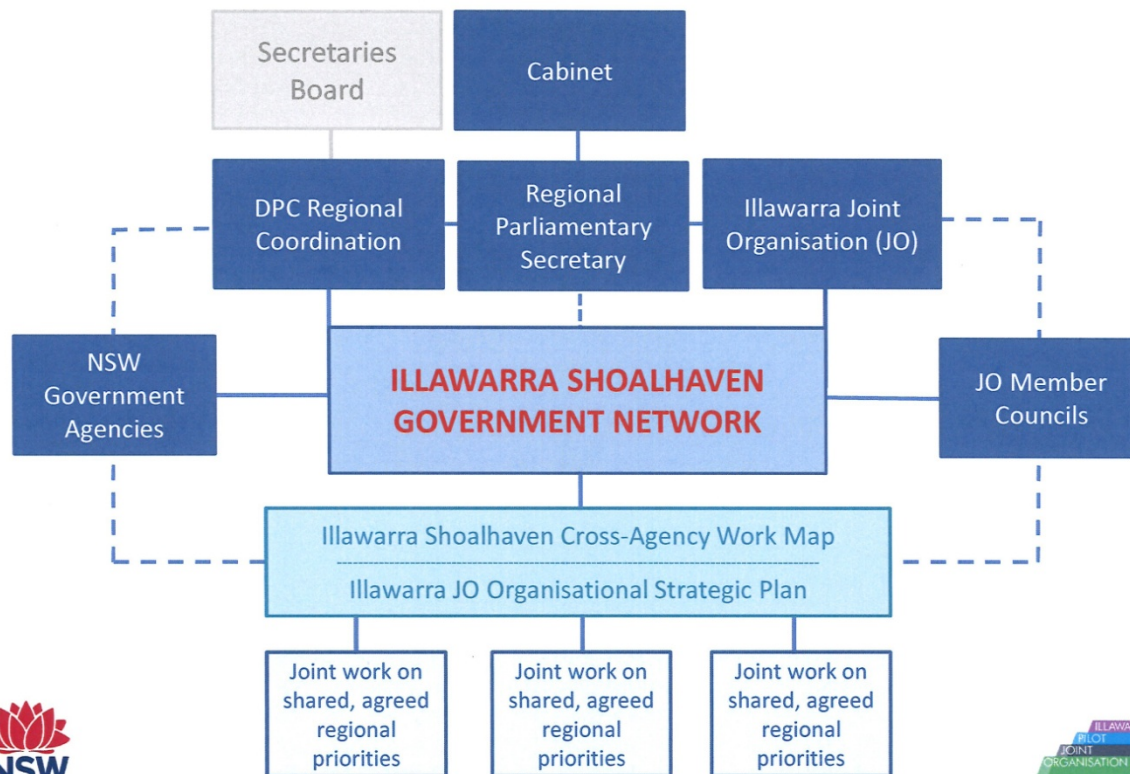 Secretaries
Board
Cabinet
DPC Regional
Coordination
Regional
Parliamentary
Secretary
Illawarra Joint
Organisation (JO)
NSW
Government
Agencies
ILLAWARRA SHOALHAVEN
GOVERNMENT NETWORK
JO Member
Councils
Illawarra Shoalhaven Cross-Agency Work Map
Illawarra JO Organisational Strategic Plan
Joint work on
shared, agreed
regional
priorities
Joint work on
shared, agreed
regional
priorities
Joint work on
shared, agreed
regional
priorities
NSW
ILLAWA
PILOT
JOINT
ORGANISATION